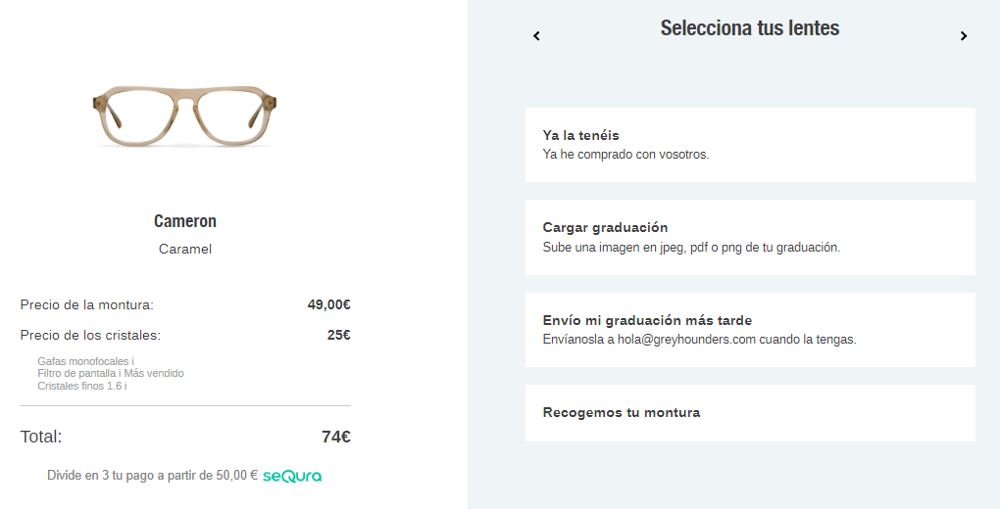 Cameron
Caramel
Precio de la montura: 49,00€
Precio de los cristales: 25€
Gafas monofocales i
Filtro de pantalla i Más vendido
Cristales finos 1.6 i
Total: 74€
Divide en 3 tu pago a partir de 50,00 € seQura
Selecciona tus lentes
Ya la tenéis
Ya he comprado con vosotros.
Cargar graduación
Sube una imagen en jpeg, pdf o png de tu graduación.
Envío mi graduación más tarde
Envíanosla a hola@greyhounders.com cuando la tengas.
Recogemos tu montura